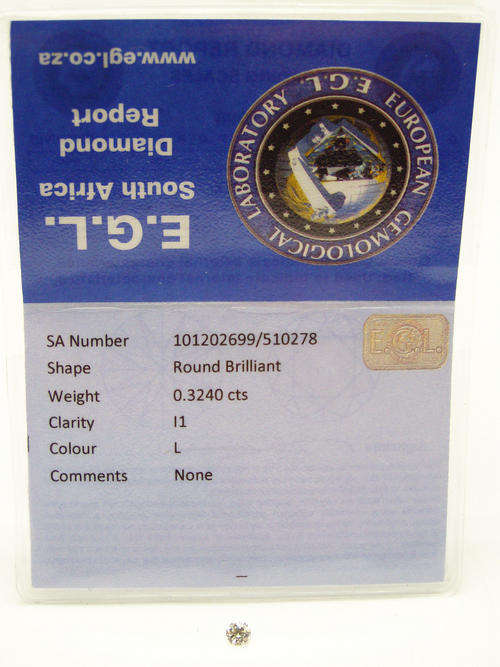 E.G.L.
South Africa
Diamond
Report
www.egl.co.za
E.G.L. EUROPEAN GEMOLOGICAL LABORATORY
E.G.L.
SA Number 101202699/510278
Shape Round Brilliant
Weight 0.3240 cts
Clarity I1
Colour L
Comments None